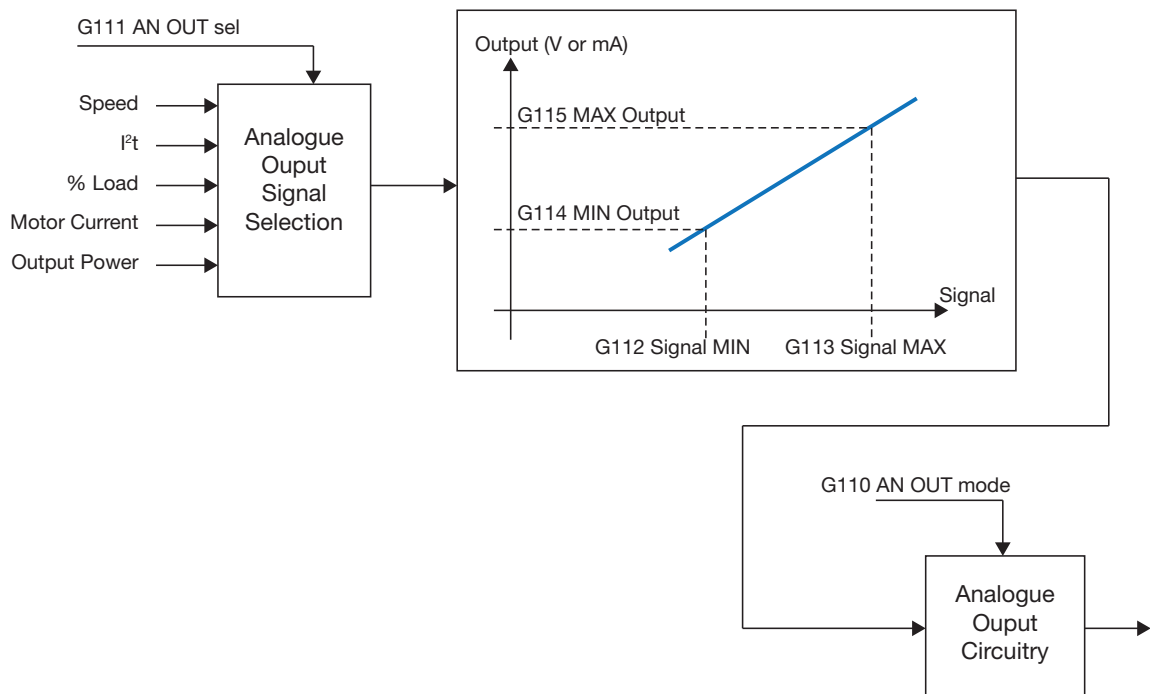 G111 AN OUT sel
Speed
I²t
% Load
Motor Current
Output Power
Analogue
Ouput
Signal
Selection
Output (V or mA)
G115 MAX Output
G114 MIN Output
Signal
G112 Signal MIN
G113 Signal MAX
G110 AN OUT mode
Analogue
Ouput
Circuitry